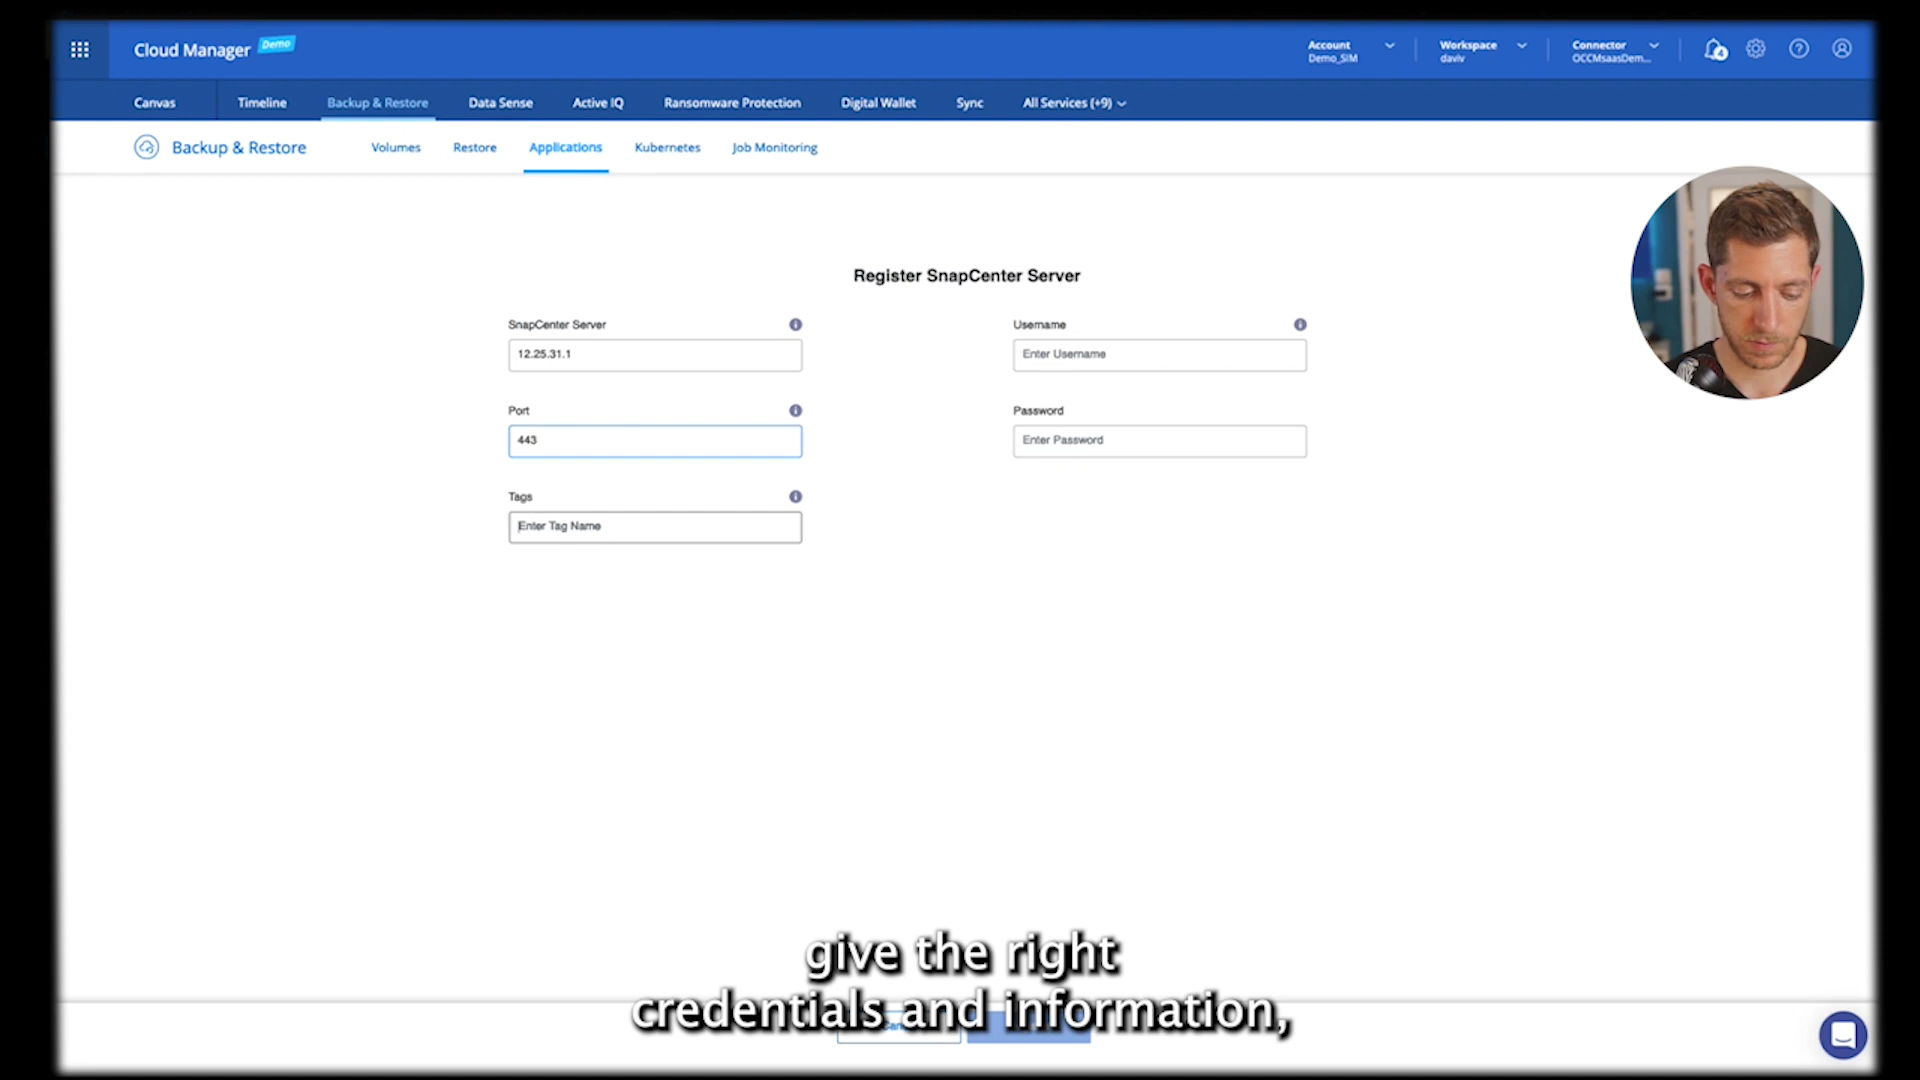 Cloud Manager Demo
Account
Demo_SIM
Workspace
daviv
Connector
OCCMsaasDem...
4
Canvas Timeline Backup & Restore Data Sense Active IQ Ransomware Protection Digital Wallet Sync All Services (+9)
Backup & Restore Volumes Restore Applications Kubernetes Job Monitoring
Register SnapCenter Server
SnapCenter Server
12.25.31.1
Username
Enter Username
Port
443
Password
Enter Password
Tags
Enter Tag Name
give the right
credentials and information,